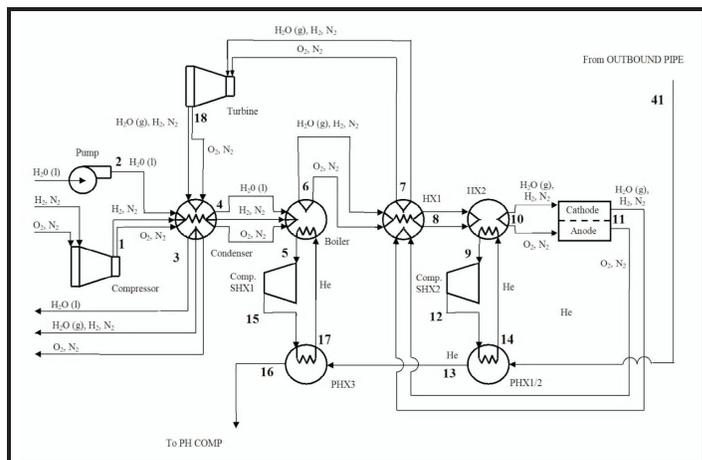 H2O (g), H2, N2
O2, N2
From OUTBOUND PIPE
Turbine
41
18
H2O (g), H2, N2
H2O (g), H2, N2
O2, N2
Pump
2
H20 (l)
H20 (l)
O2, N2
6
7
HX1
HX2
H2O (g),
H2, N2
H2O (g),
H2, N2
H2, N2
H2, N2
4
H20 (l)
H2, N2
8
10
Cathode
Anode
11
O2, N2
1
O2, N2
O2, N2
O2, N2
O2, N2
3
Condenser
5
Boiler
9
Compressor
Comp.
SHX1
He
Comp.
SHX2
He
He
H2O (l)
15
12
H2O (g), H2, N2
17
14
O2, N2
16
PHX3
He
13
PHX1/2
To PH COMP